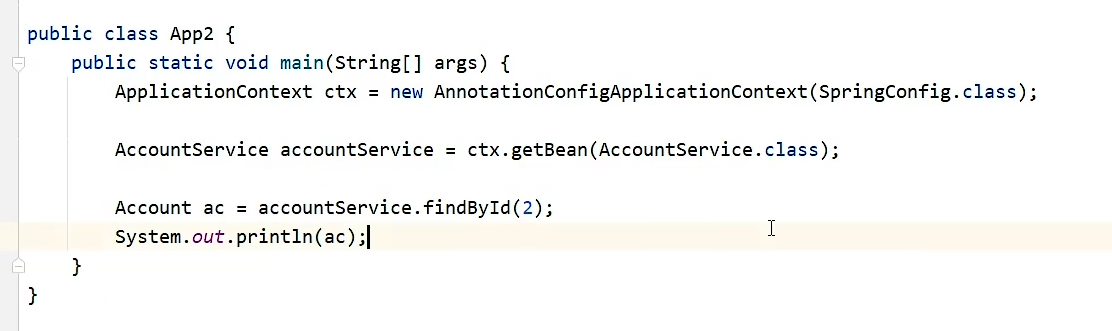 public class App2 {
    public static void main(String[] args) {
        ApplicationContext ctx = new AnnotationConfigApplicationContext(SpringConfig.class);
        AccountService accountService = ctx.getBean(AccountService.class);
        Account ac = accountService.findById(2);
        System.out.println(ac);
    }
}